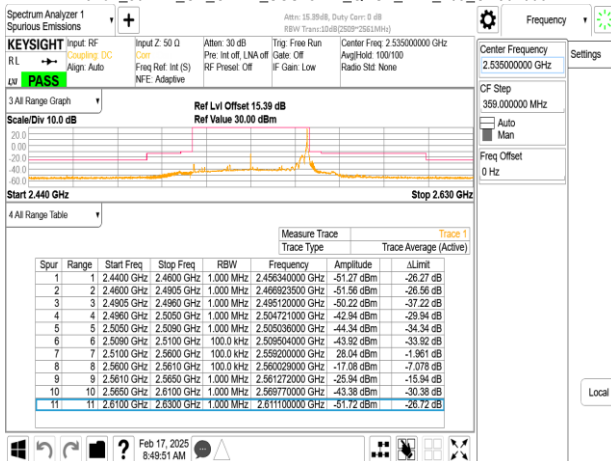 Spectrum Analyzer 1
Spurious Emissions
Attn: 15.39dB, Duty Corr: 0 dB
RBW Trans:10dB(2509~2561MHz)
Frequency
KEYSIGHT
RL
PASS
Input: RF
Coupling: DC
Align: Auto
Input Z: 50 Ω
Corr
Freq Ref: Int (S)
NFE: Adaptive
Atten: 30 dB
Pre: Int off, LNA off
RF Preset: Off
Trig: Free Run
Gate: Off
IF Gain: Low
Center Freq: 2.535000000 GHz
Avg|Hold: 100/100
Radio Std: None
Center Frequency
2.535000000 GHz
Settings
CF Step
359.000000 MHz
Auto
Man
Freq Offset
0 Hz
Local
3 All Range Graph
Scale/Div 10.0 dB
Ref Lvl Offset 15.39 dB
Ref Value 30.00 dBm
20.0
0.00
-20.0
-40.0
-60.0
Start 2.440 GHz
Stop 2.630 GHz
4 All Range Table
Measure Trace Trace 1
Trace Type Trace Average (Active)
Spur Range Start Freq Stop Freq RBW Frequency Amplitude ΔLimit
1 1 2.4400 GHz 2.4600 GHz 1.000 MHz 2.456340000 GHz -51.27 dBm -26.27 dB
2 2 2.4600 GHz 2.4905 GHz 1.000 MHz 2.466923500 GHz -51.56 dBm -26.56 dB
3 3 2.4905 GHz 2.4960 GHz 1.000 MHz 2.495120000 GHz -50.22 dBm -37.22 dB
4 4 2.4960 GHz 2.5050 GHz 1.000 MHz 2.504721000 GHz -42.94 dBm -29.94 dB
5 5 2.5050 GHz 2.5090 GHz 1.000 MHz 2.505036000 GHz -44.34 dBm -34.34 dB
6 6 2.5090 GHz 2.5100 GHz 100.0 kHz 2.509504000 GHz -43.92 dBm -33.92 dB
7 7 2.5100 GHz 2.5600 GHz 100.0 kHz 2.559200000 GHz 28.04 dBm -1.961 dB
8 8 2.5600 GHz 2.5610 GHz 100.0 kHz 2.560029000 GHz -17.08 dBm -7.078 dB
9 9 2.5610 GHz 2.5650 GHz 1.000 MHz 2.561272000 GHz -25.94 dBm -15.94 dB
10 10 2.5650 GHz 2.6100 GHz 1.000 MHz 2.569770000 GHz -43.38 dBm -30.38 dB
11 11 2.6100 GHz 2.6300 GHz 1.000 MHz 2.611100000 GHz -51.72 dBm -26.72 dB
Feb 17, 2025
8:49:51 AM